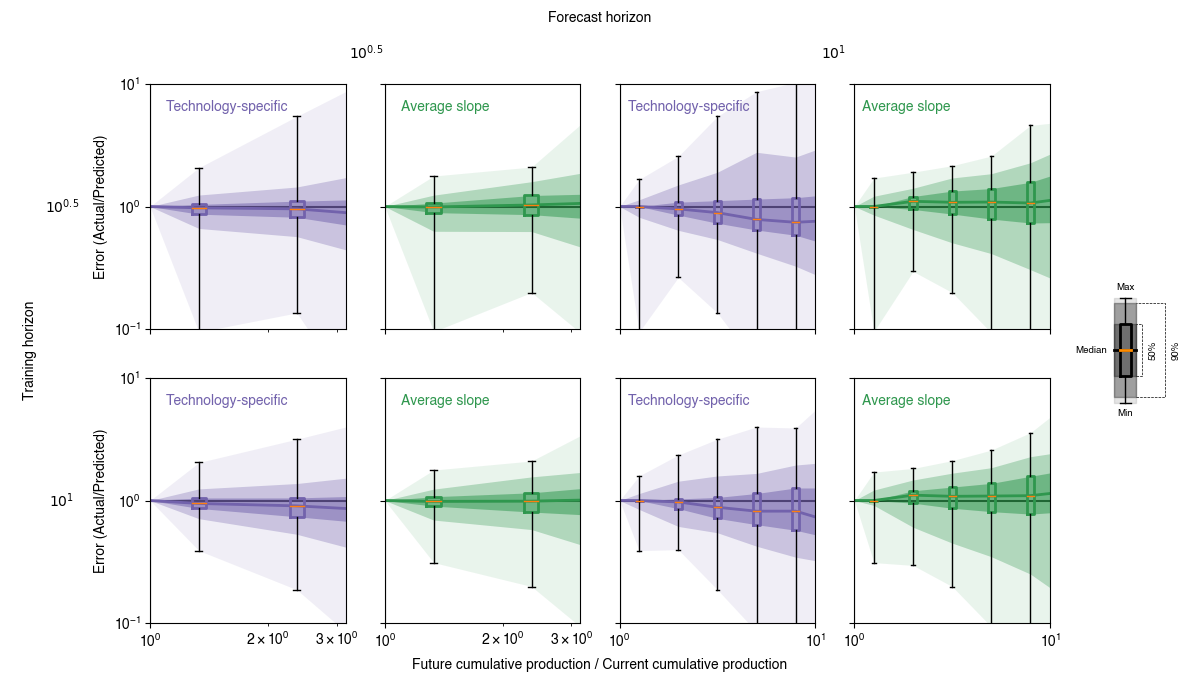 Forecast horizon
10^0.5
10^1
10^1
Technology-specific
Average slope
Technology-specific
Average slope
Error (Actual/Predicted)
10^0.5
10^0
10^−1
Training horizon
Max
Median
50%
90%
Min
10^1
Technology-specific
Average slope
Technology-specific
Average slope
Error (Actual/Predicted)
10^1
10^0
10^−1
10^0 2 × 10^0 3 × 10^0 10^0 2 × 10^0 3 × 10^0 10^0 10^1 10^0 10^1
Future cumulative production / Current cumulative production